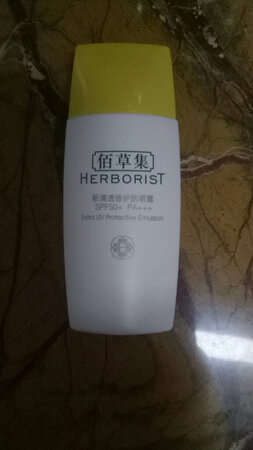 佰草集
HERBORIST
新清透修护防晒露
SPF50+ PA+++
Extra UV Protective Emulsion